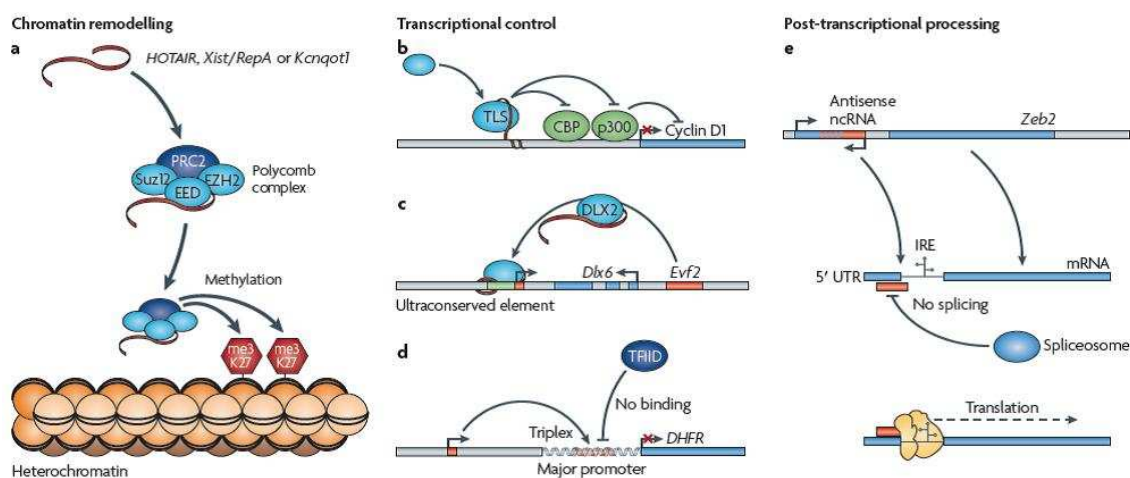 Chromatin remodelling
a
HOTAIR, Xist/RepA or Kcnqot1
PRC2
Suz12
EZH2
EED
Polycomb
complex
Methylation
me3
K27
me3
K27
Heterochromatin
Transcriptional control
b
TLS
CBP
p300
Cyclin D1
c
DLX2
Dlx6
Evf2
Ultraconserved element
d
TFIID
No binding
Triplex
DHFR
Major promoter
Post-transcriptional processing
e
Antisense
ncRNA
Zeb2
IRE
5′ UTR
mRNA
No splicing
Spliceosome
Translation